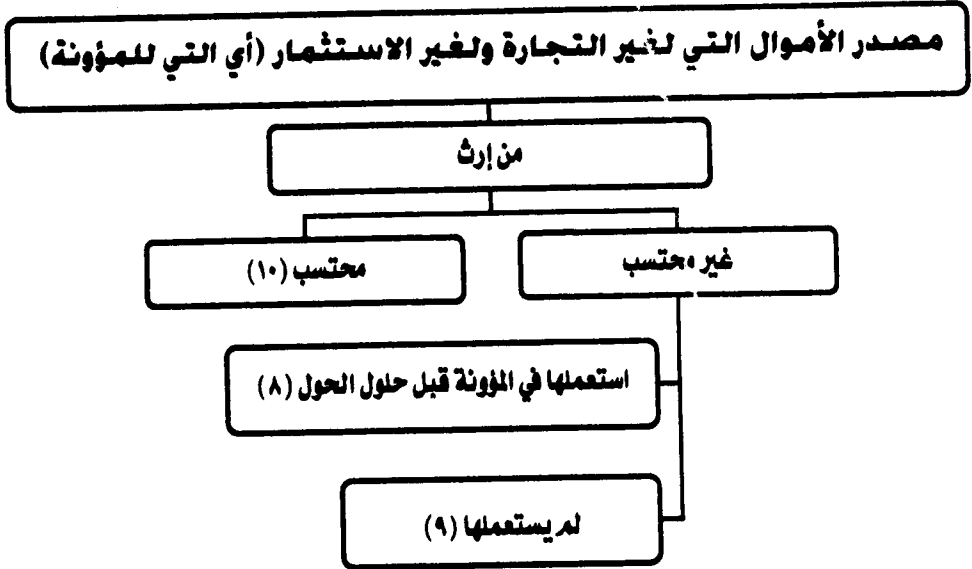 مصدر الأموال التي لغير التجارة ولغير الاستثمار (أي التي للمؤونة)
من إرث
غير محتسب
محتسب (١٠)
استعملها في المؤونة قبل حلول الحول (٨)
لم يستعملها (٩)